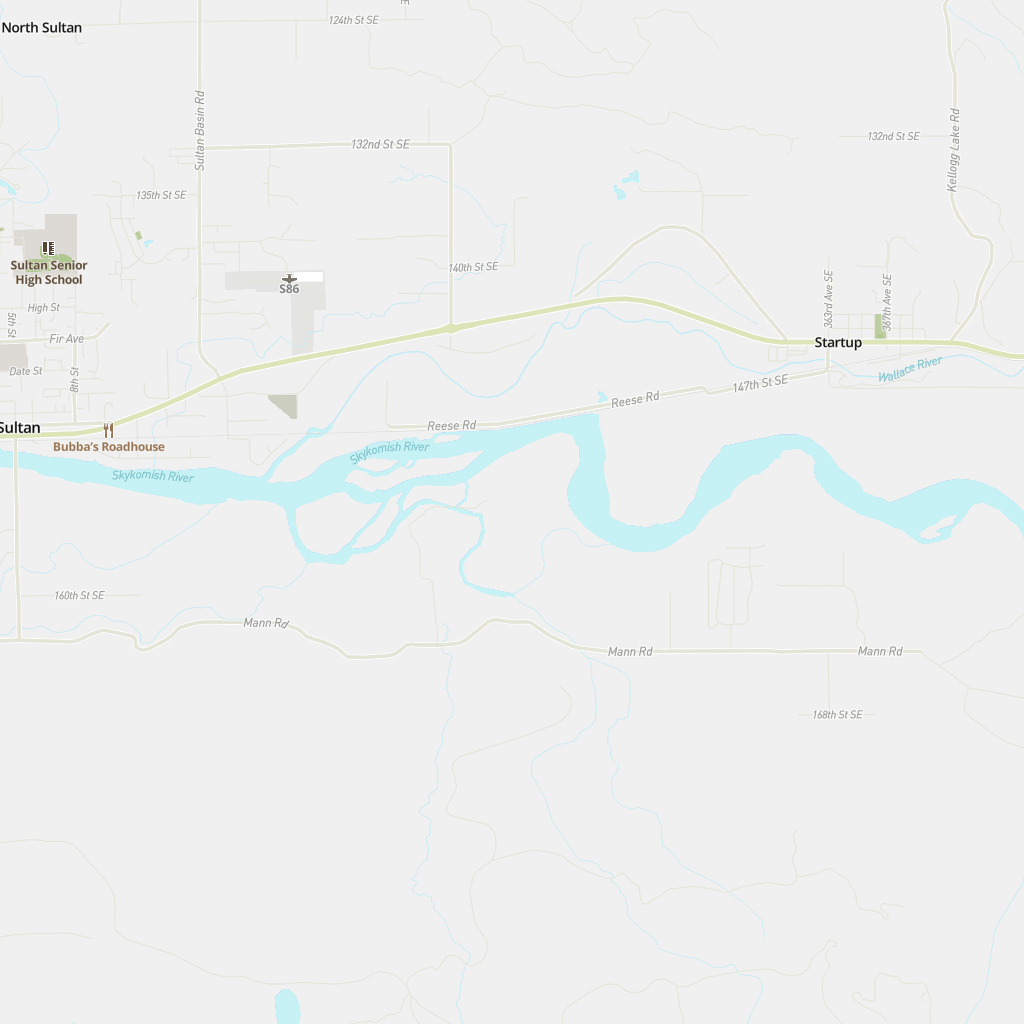 North Sultan
124th St SE
Sultan Basin Rd
132nd St SE
132nd St SE
Kellogg Lake Rd
135th St SE
Sultan Senior
High School
S86
140th St SE
363rd Ave SE
367th Ave SE
High St
5th St
Fir Ave
Startup
Date St
8th St
Wallace River
147th St SE
Reese Rd
Reese Rd
Sultan
Bubba's Roadhouse
Skykomish River
Skykomish River
160th St SE
Mann Rd
Mann Rd
Mann Rd
168th St SE